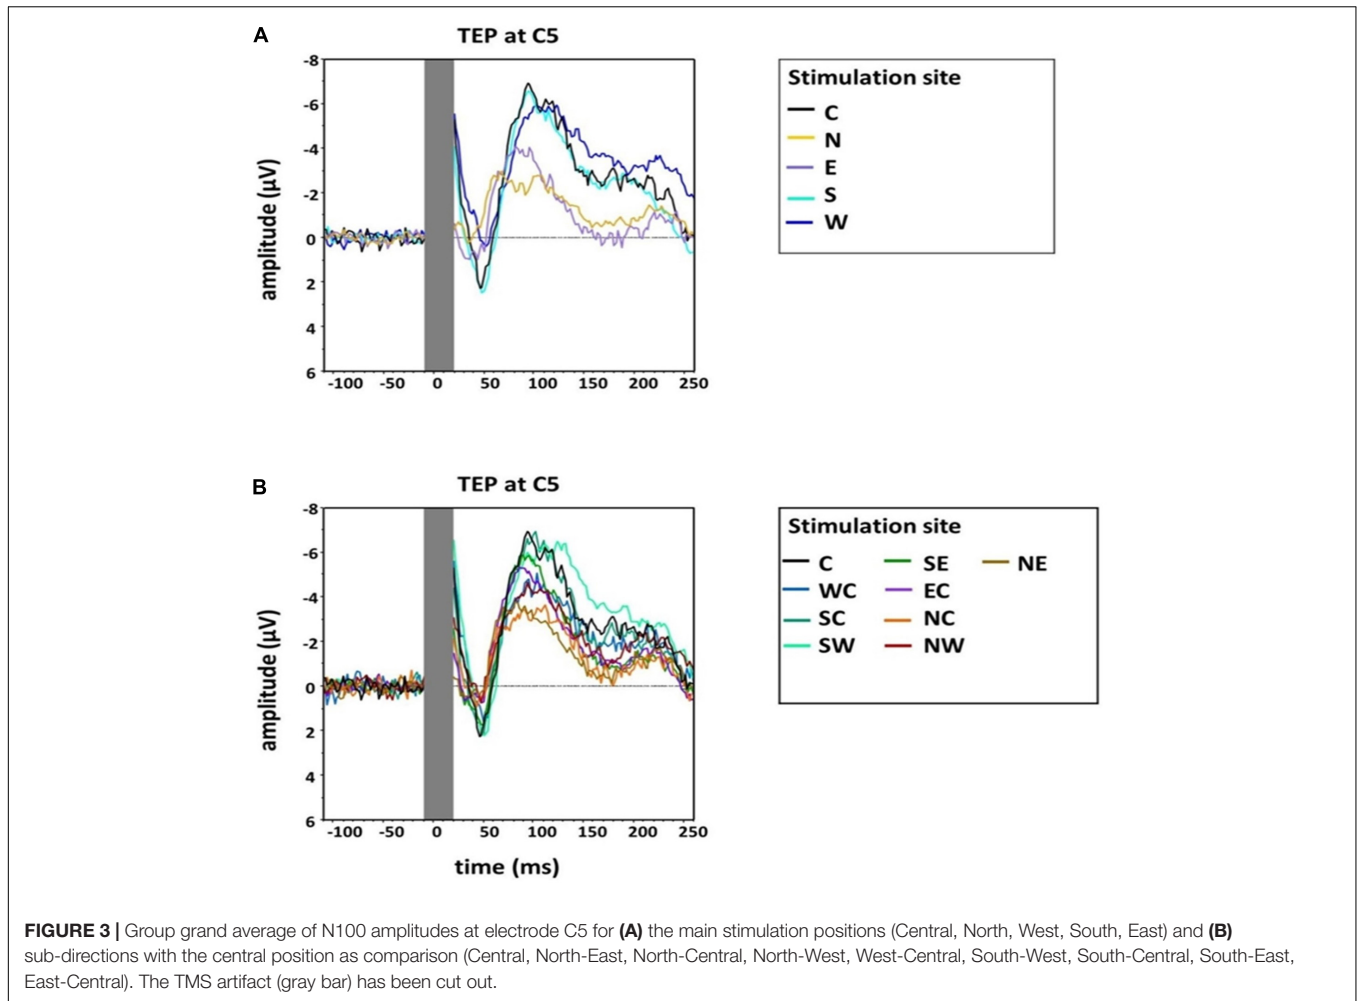 A
TEP at C5
-8
-6
-4
-2
0
2
4
6
amplitude (µV)
-100 -50 0 50 100 150 200 250
Stimulation site
C
N
E
S
W
B
TEP at C5
-8
-6
-4
-2
0
2
4
6
amplitude (µV)
-100 -50 0 50 100 150 200 250
time (ms)
Stimulation site
C SE NE
WC EC
SC NC
SW NW
FIGURE 3 | Group grand average of N100 amplitudes at electrode C5 for (A) the main stimulation positions (Central, North, West, South, East) and (B)
sub-directions with the central position as comparison (Central, North-East, North-Central, North-West, West-Central, South-West, South-Central, South-East,
East-Central). The TMS artifact (gray bar) has been cut out.